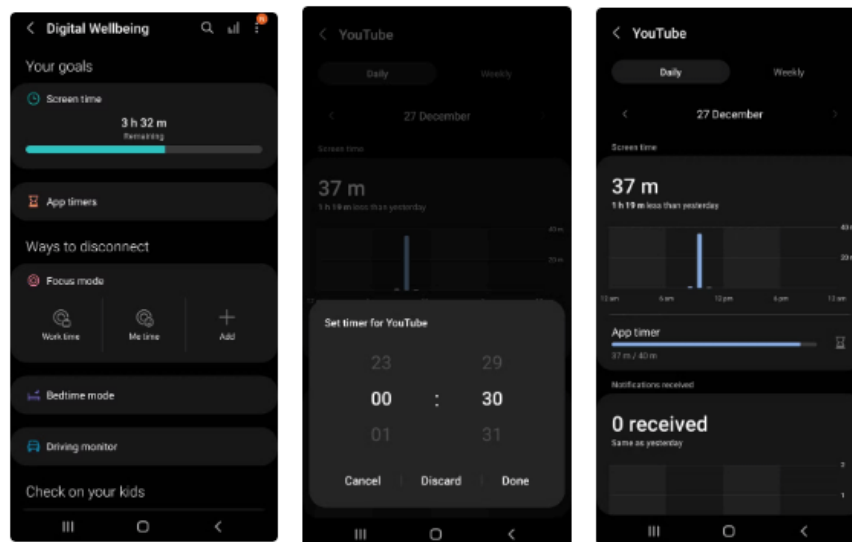 Digital Wellbeing
N
Your goals
Screen time
3 h 32 m
Remaining
App timers
Ways to disconnect
Focus mode
Work time
Me time
Add
Bedtime mode
Driving monitor
Check on your kids
YouTube
Daily
Weekly
27 December
Screen time
37 m
1 h 19 m less than yesterday
40 m
20 m
Set timer for YouTube
23
29
00 : 30
01
31
Cancel
Discard
Done
YouTube
Daily
Weekly
27 December
Screen time
37 m
1 h 19 m less than yesterday
40 m
20 m
12 am
6 am
12 pm
6 pm
12 am
App timer
37 m / 40 m
Notifications received
0 received
Same as yesterday
2
1